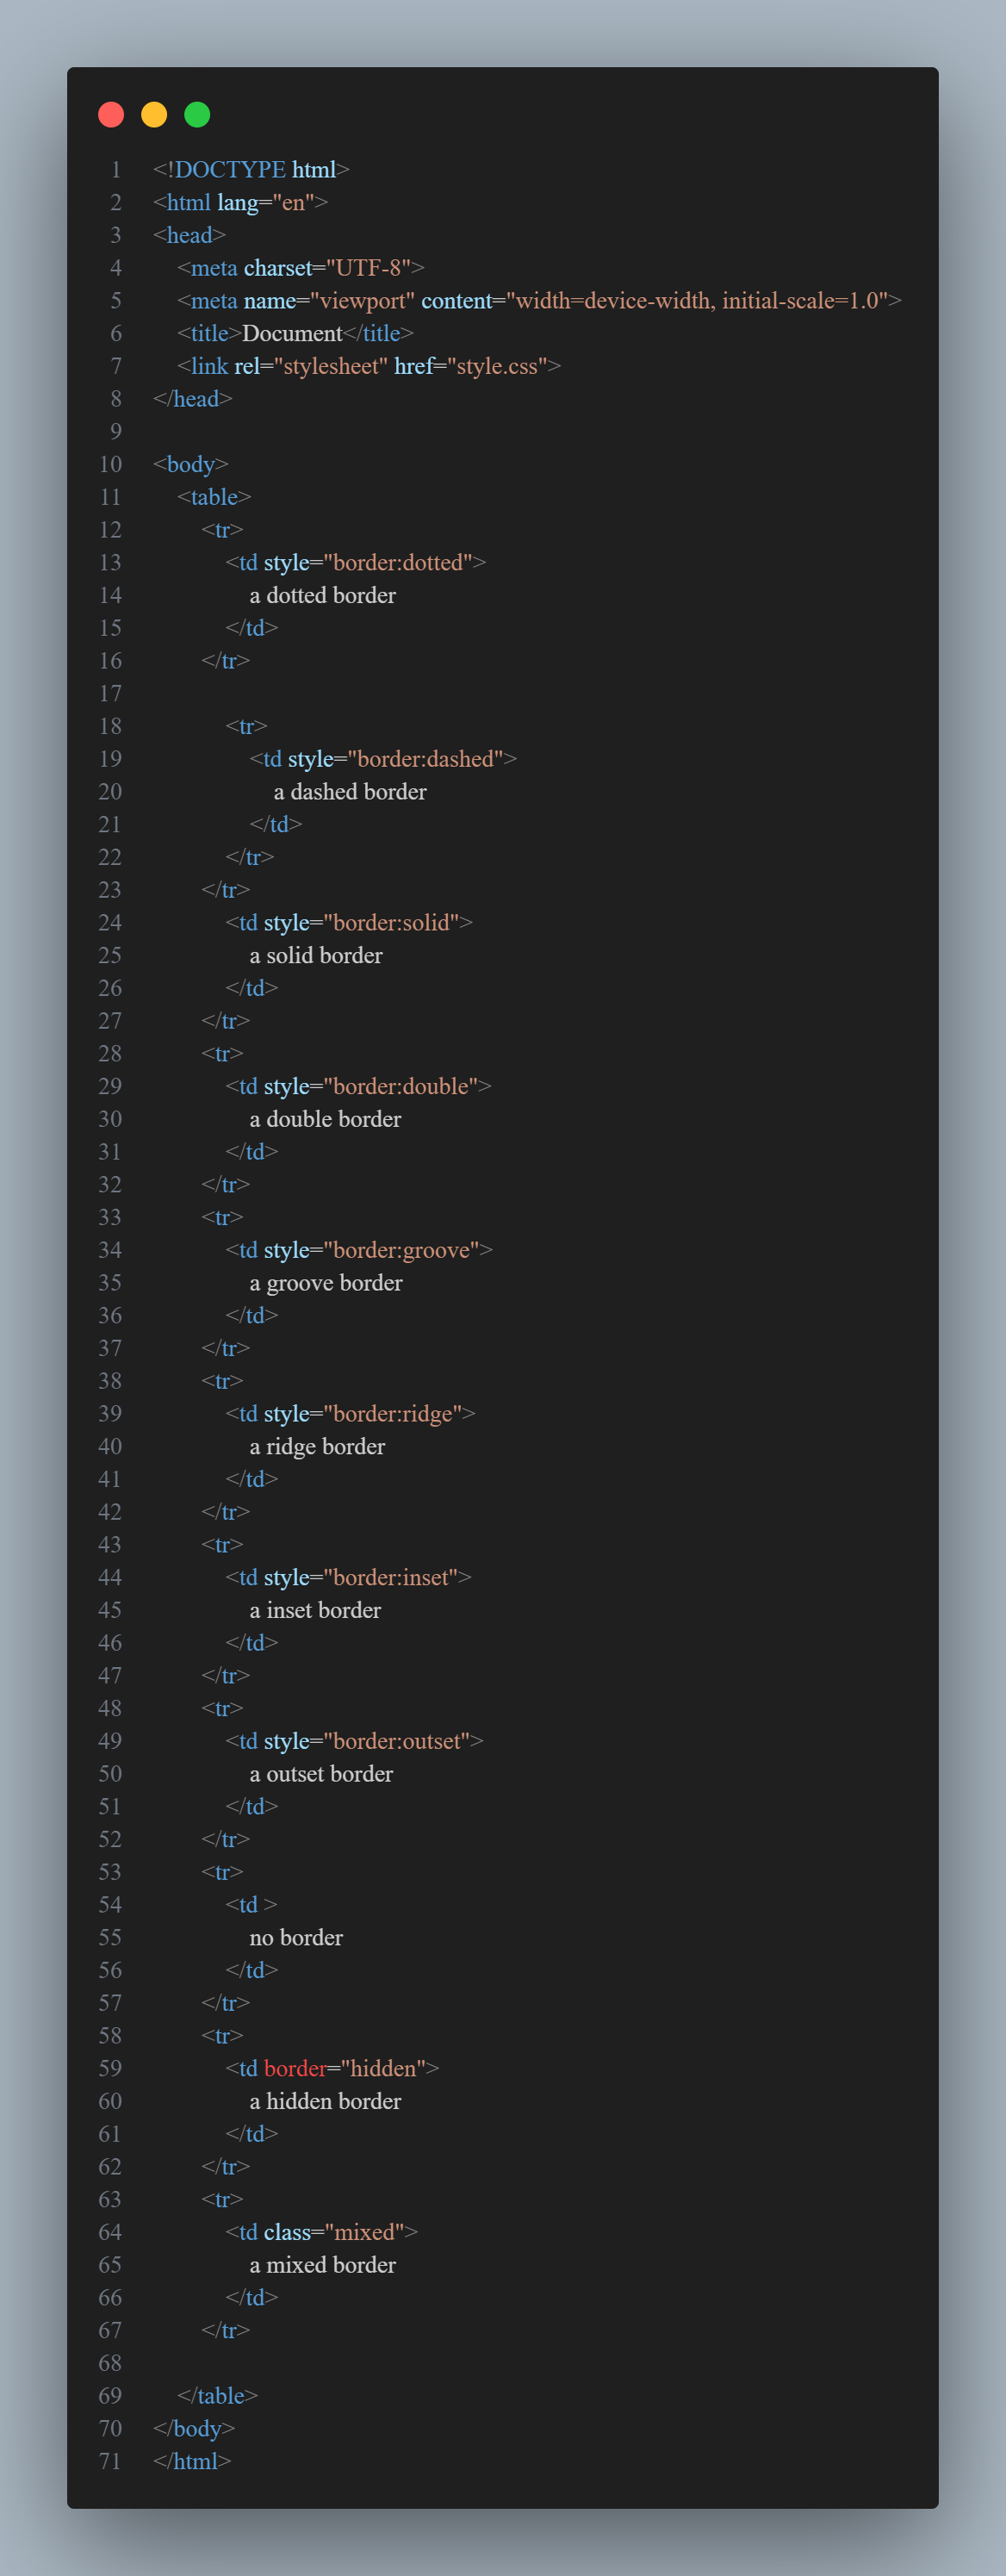 1 <!DOCTYPE html>
2 <html lang="en">
3 <head>
4     <meta charset="UTF-8">
5     <meta name="viewport" content="width=device-width, initial-scale=1.0">
6     <title>Document</title>
7     <link rel="stylesheet" href="style.css">
8 </head>
9
10 <body>
11     <table>
12         <tr>
13             <td style="border:dotted">
14                 a dotted border
15             </td>
16         </tr>
17
18             <tr>
19                 <td style="border:dashed">
20                     a dashed border
21                 </td>
22             </tr>
23         </tr>
24             <td style="border:solid">
25                 a solid border
26             </td>
27         </tr>
28         <tr>
29             <td style="border:double">
30                 a double border
31             </td>
32         </tr>
33         <tr>
34             <td style="border:groove">
35                 a groove border
36             </td>
37         </tr>
38         <tr>
39             <td style="border:ridge">
40                 a ridge border
41             </td>
42         </tr>
43         <tr>
44             <td style="border:inset">
45                 a inset border
46             </td>
47         </tr>
48         <tr>
49             <td style="border:outset">
50                 a outset border
51             </td>
52         </tr>
53         <tr>
54             <td >
55                 no border
56             </td>
57         </tr>
58         <tr>
59             <td border="hidden">
60                 a hidden border
61             </td>
62         </tr>
63         <tr>
64             <td class="mixed">
65                 a mixed border
66             </td>
67         </tr>
68
69     </table>
70 </body>
71 </html>